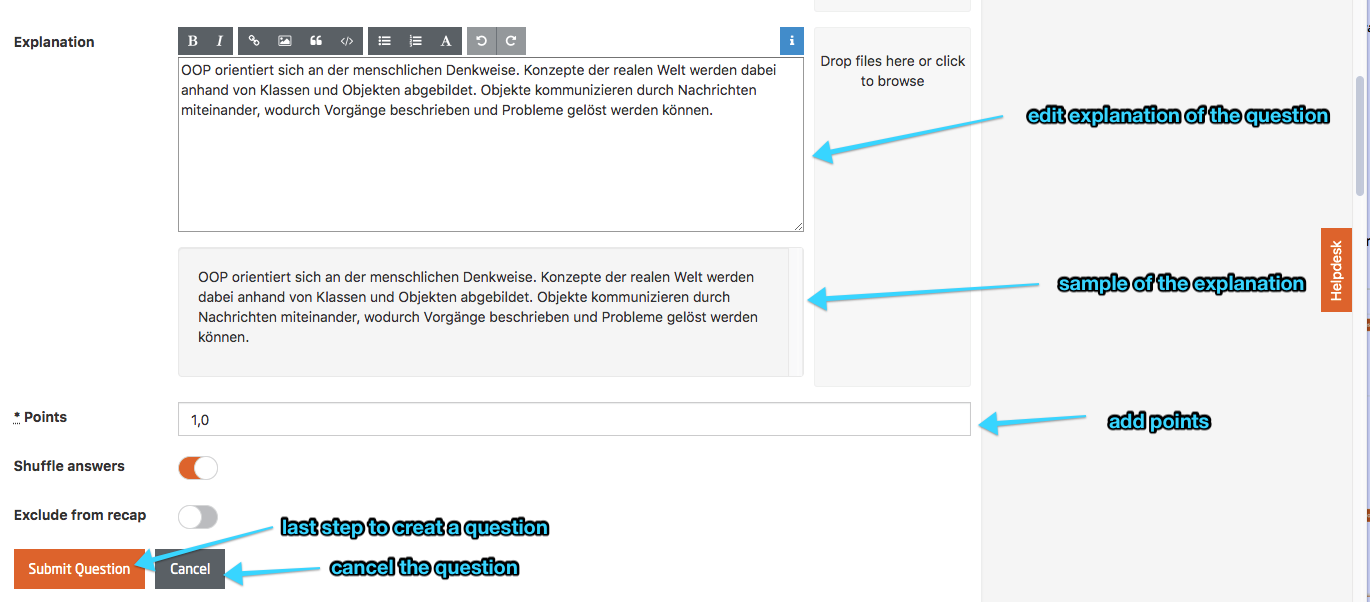 Explanation
B I A i
OOP orientiert sich an der menschlichen Denkweise. Konzepte der realen Welt werden dabei
anhand von Klassen und Objekten abgebildet. Objekte kommunizieren durch Nachrichten
miteinander, wodurch Vorgänge beschrieben und Probleme gelöst werden können.
Drop files here or click
to browse
edit explanation of the question
OOP orientiert sich an der menschlichen Denkweise. Konzepte der realen Welt werden
dabei anhand von Klassen und Objekten abgebildet. Objekte kommunizieren durch
Nachrichten miteinander, wodurch Vorgänge beschrieben und Probleme gelöst werden
können.
sample of the explanation
Helpdesk
* Points
1,0
add points
Shuffle answers
Exclude from recap
last step to creat a question
Submit Question
Cancel
cancel the question